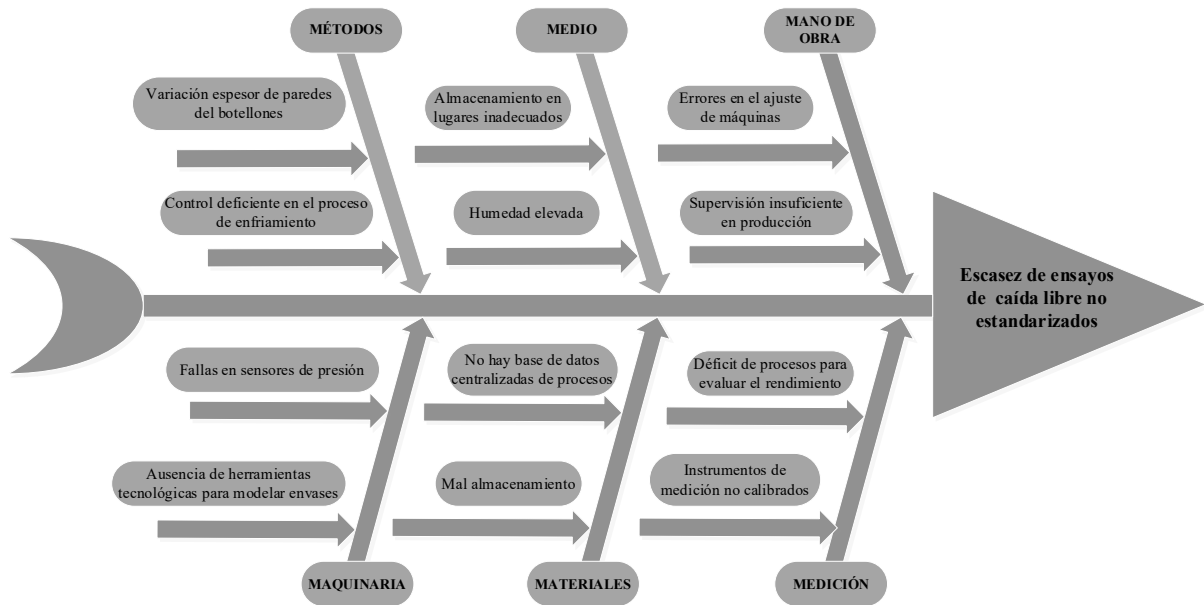 MÉTODOS
MEDIO
MANO DE
OBRA
Variación espesor de paredes
del botellones
Almacenamiento en
lugares inadecuados
Errores en el ajuste
de máquinas
Control deficiente en el proceso
de enfriamiento
Humedad elevada
Supervisión insuficiente
en producción
Escasez de ensayos
de caída libre no
estandarizados
Fallas en sensores de presión
No hay base de datos
centralizadas de procesos
Déficit de procesos para
evaluar el rendimiento
Ausencia de herramientas
tecnológicas para modelar envases
Mal almacenamiento
Instrumentos de
medición no calibrados
MAQUINARIA
MATERIALES
MEDICIÓN